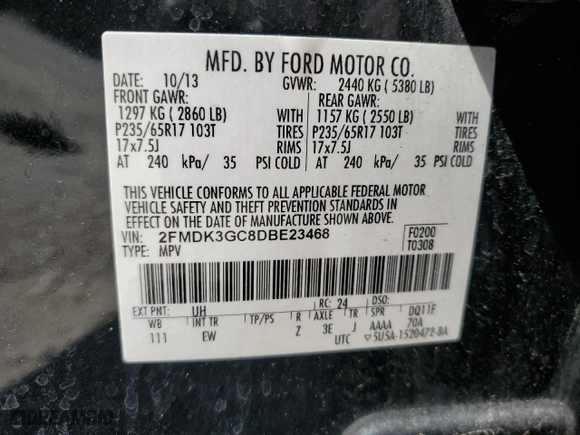 MFD. BY FORD MOTOR CO.
DATE: 10/13 GVWR: 2440 KG ( 5380 LB)
FRONT GAWR: REAR GAWR:
1297 KG ( 2860 LB) WITH 1157 KG ( 2550 LB) WITH
P235/65R17 103T TIRES P235/65R17 103T TIRES
17x7.5J RIMS 17x7.5J RIMS
AT 240 kPa/ 35 PSI COLD AT 240 kPa/ 35 PSI COLD
THIS VEHICLE CONFORMS TO ALL APPLICABLE FEDERAL MOTOR
VEHICLE SAFETY AND THEFT PREVENTION STANDARDS IN
EFFECT ON THE DATE OF MANUFACTURE SHOWN ABOVE.
VIN: 2FMDK3GC8DBE23468 F0200
TYPE: MPV T0308
EXT PNT: UH RC: 24 DSO:
WB INT TR TP/PS R AXLE TR SPR DQ11F
111 EW Z 3E J AAAA 70A
UTC SU5A-1520472-BA
IDREAMBID